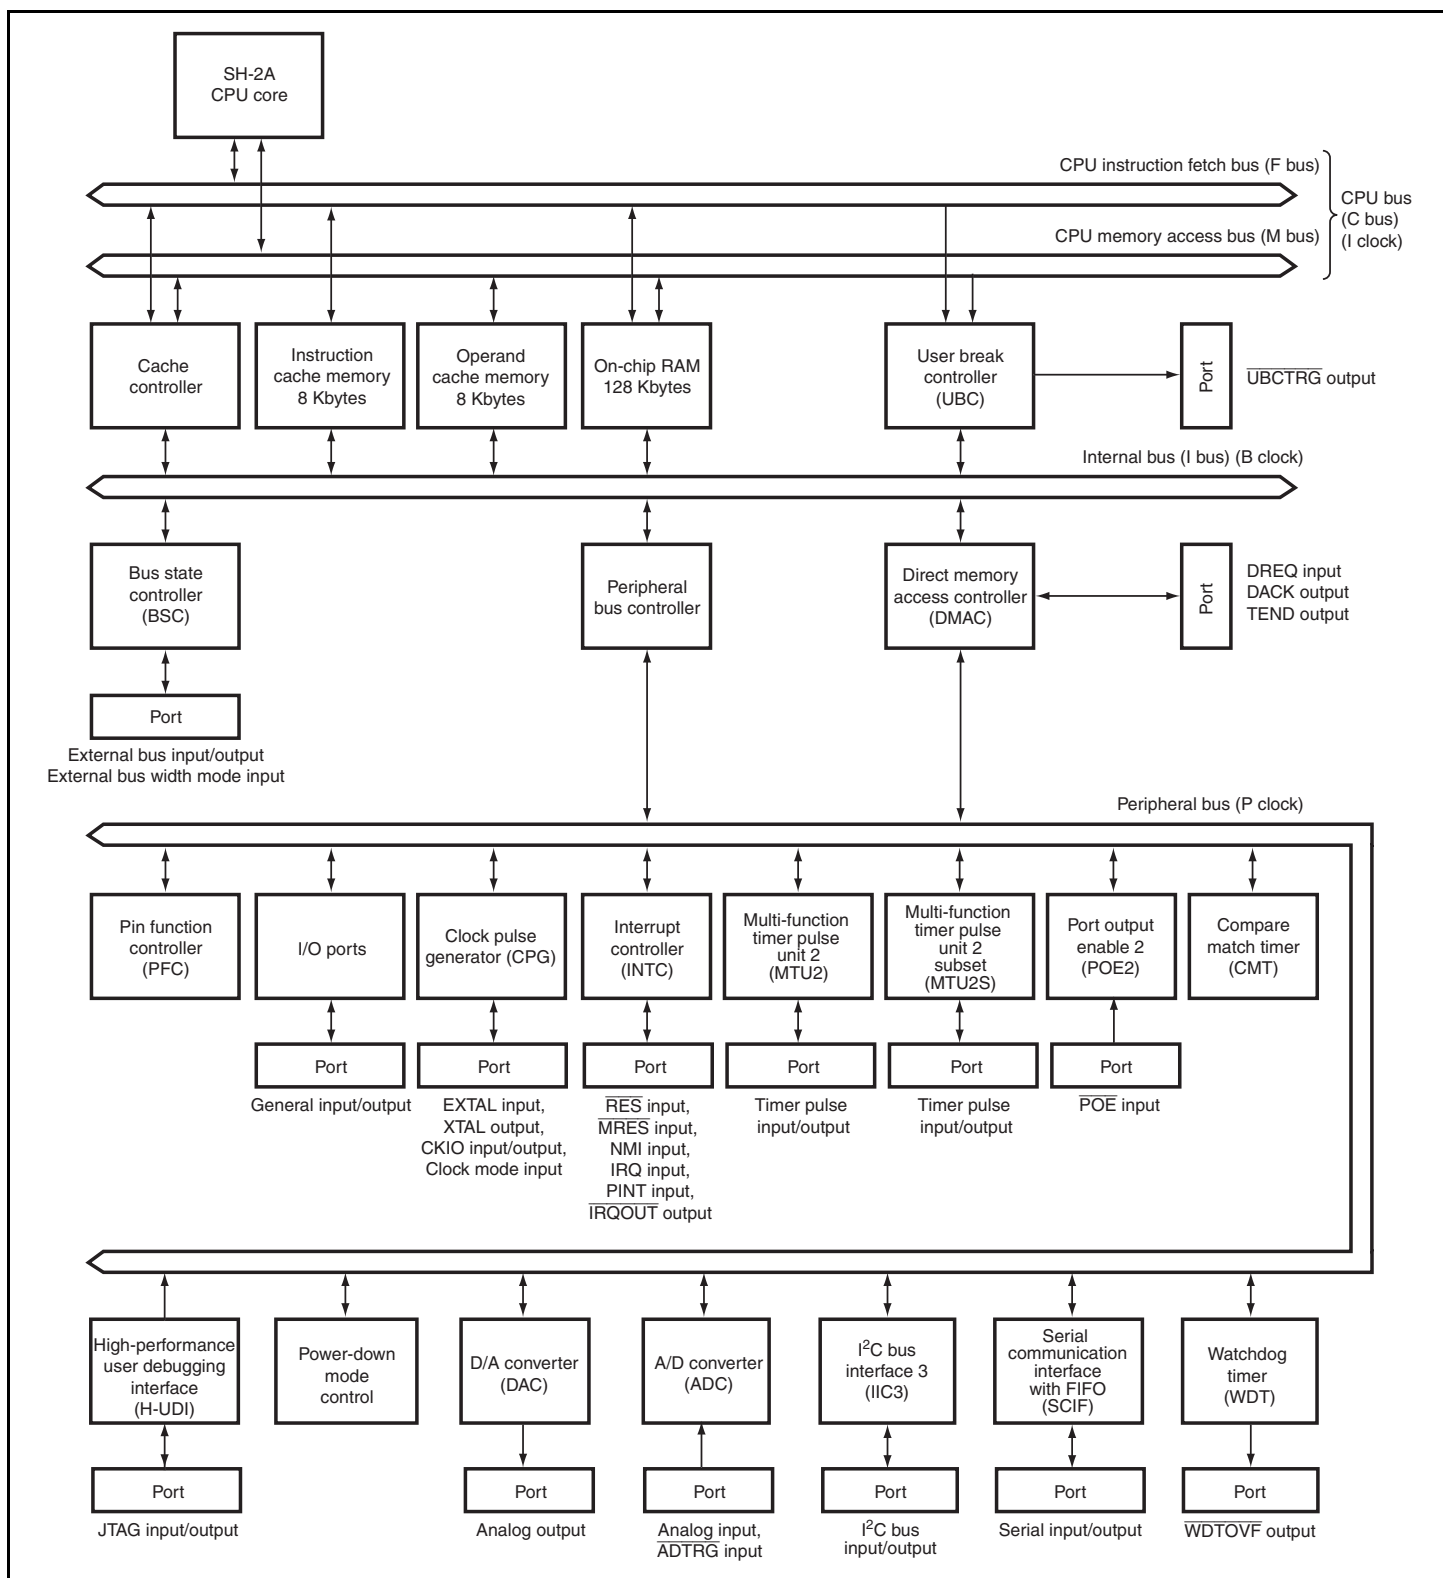 SH-2A
CPU core
CPU instruction fetch bus (F bus)
CPU bus
(C bus)
(I clock)
CPU memory access bus (M bus)
Cache
controller
Instruction
cache memory
8 Kbytes
Operand
cache memory
8 Kbytes
On-chip RAM
128 Kbytes
User break
controller
(UBC)
Port
UBCTRG output
Internal bus (I bus) (B clock)
Bus state
controller
(BSC)
Peripheral
bus controller
Direct memory
access controller
(DMAC)
Port
DREQ input
DACK output
TEND output
Port
External bus input/output
External bus width mode input
Peripheral bus (P clock)
Pin function
controller
(PFC)
I/O ports
Clock pulse
generator (CPG)
Interrupt
controller
(INTC)
Multi-function
timer pulse
unit 2
(MTU2)
Multi-function
timer pulse
unit 2
subset
(MTU2S)
Port output
enable 2
(POE2)
Compare
match timer
(CMT)
Port
General input/output
Port
EXTAL input,
XTAL output,
CKIO input/output,
Clock mode input
Port
RES input,
MRES input,
NMI input,
IRQ input,
PINT input,
IRQOUT output
Port
Timer pulse
input/output
Port
Timer pulse
input/output
Port
POE input
High-performance
user debugging
interface
(H-UDI)
Power-down
mode
control
D/A converter
(DAC)
A/D converter
(ADC)
I²C bus
interface 3
(IIC3)
Serial
communication
interface
with FIFO
(SCIF)
Watchdog
timer
(WDT)
Port
JTAG input/output
Port
Analog output
Port
Analog input,
ADTRG input
Port
I²C bus
input/output
Port
Serial input/output
Port
WDTOVF output